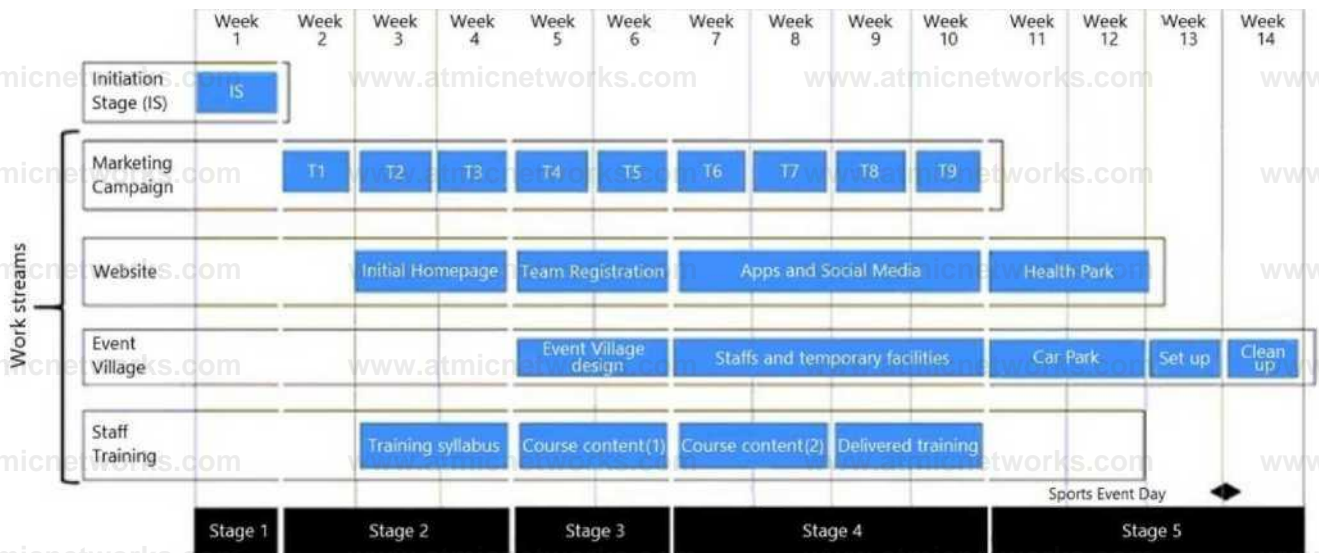 Week 1 Week 2 Week 3 Week 4 Week 5 Week 6 Week 7 Week 8 Week 9 Week 10 Week 11 Week 12 Week 13 Week 14
www.atmicnetworks.com www.atmicnetworks.com
Initiation
Stage (IS)
IS
Work streams
Marketing
Campaign
T1 T2 T3 T4 T5 T6 T7 T8 T9
Website
Initial Homepage Team Registration Apps and Social Media Health Park
Event
Village
Event Village
design
Staffs and temporary facilities Car Park Set up
Clean
up
Staff
Training
Training syllabus Course content(1) Course content(2) Delivered training
Sports Event Day
Stage 1 Stage 2 Stage 3 Stage 4 Stage 5